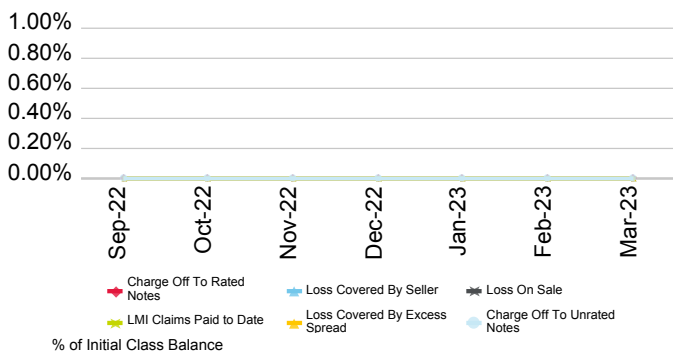 1.00%
0.80%
0.60%
0.40%
0.20%
0.00%
Sep-22
Oct-22
Nov-22
Dec-22
Jan-23
Feb-23
Mar-23
Charge Off To Rated
Notes
Loss Covered By Seller
Loss On Sale
LMI Claims Paid to Date
Loss Covered By Excess
Spread
Charge Off To Unrated
Notes
% of Initial Class Balance